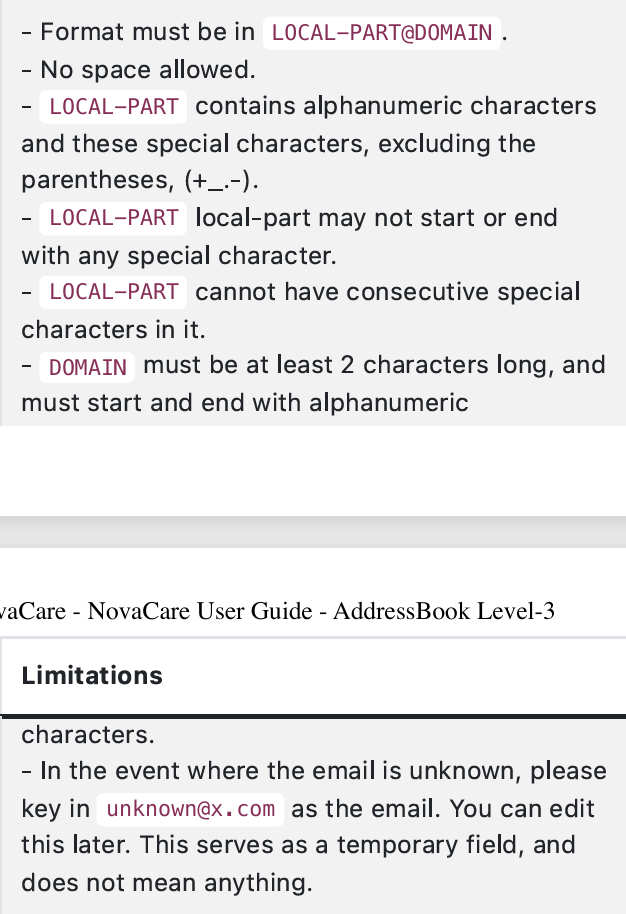 - Format must be in LOCAL-PART@DOMAIN .
- No space allowed.
- LOCAL-PART contains alphanumeric characters
and these special characters, excluding the
parentheses, (+_.-).
- LOCAL-PART local-part may not start or end
with any special character.
- LOCAL-PART cannot have consecutive special
characters in it.
- DOMAIN must be at least 2 characters long, and
must start and end with alphanumeric
vaCare - NovaCare User Guide - AddressBook Level-3
Limitations
characters.
- In the event where the email is unknown, please
key in unknown@x.com as the email. You can edit
this later. This serves as a temporary field, and
does not mean anything.